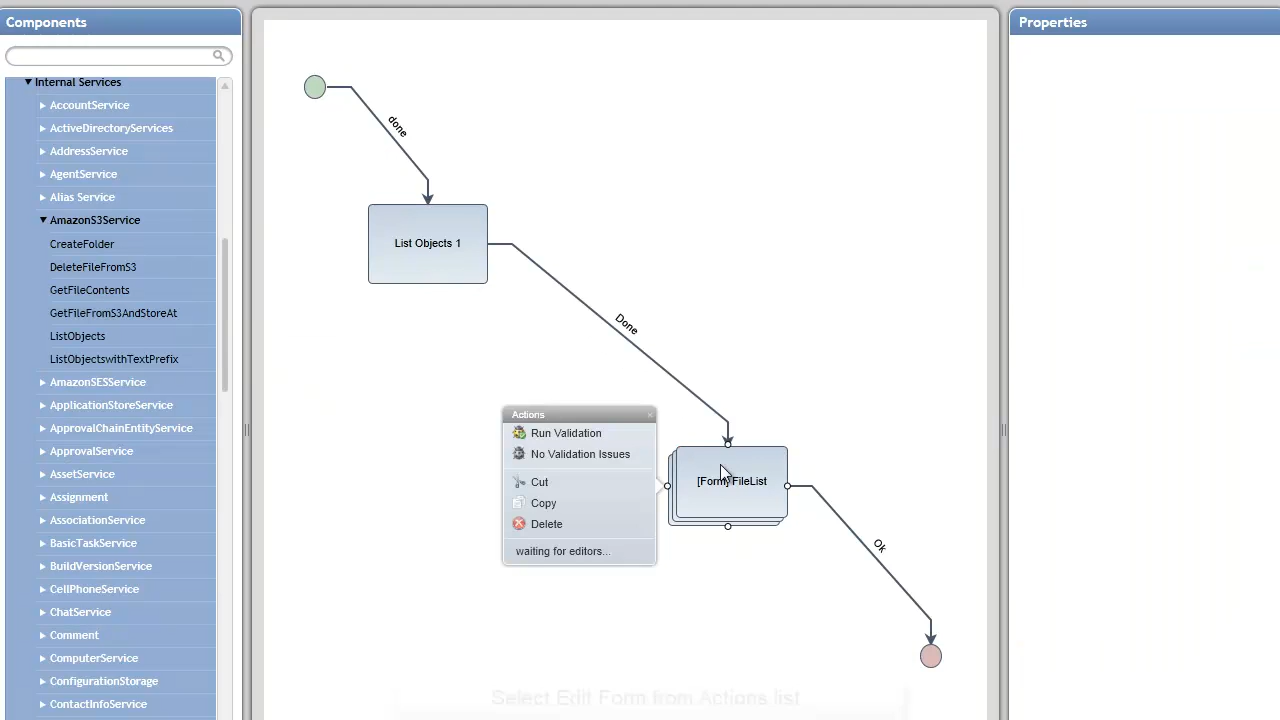 Components
Internal Services
AccountService
ActiveDirectoryServices
AddressService
AgentService
Alias Service
AmazonS3Service
CreateFolder
DeleteFileFromS3
GetFileContents
GetFileFromS3AndStoreAt
ListObjects
ListObjectswithTextPrefix
AmazonSESService
ApplicationStoreService
ApprovalChainEntityService
ApprovalService
AssetService
Assignment
AssociationService
BasicTaskService
BuildVersionService
CellPhoneService
ChatService
Comment
ComputerService
ConfigurationStorage
ContactInfoService
done
List Objects 1
Done
Actions
Run Validation
No Validation Issues
Cut
Copy
Delete
waiting for editors...
[Form] FileList
Ok
Select Edit Form from Actions list
Properties